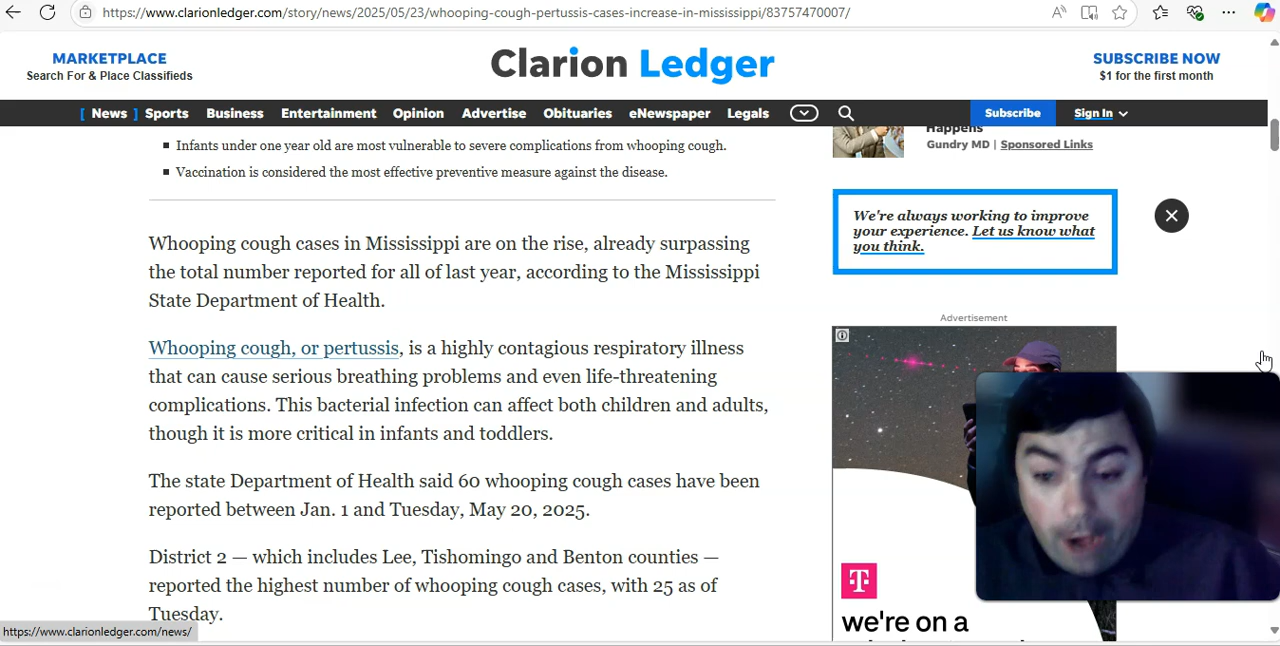 https://www.clarionledger.com/story/news/2025/05/23/whooping-cough-pertussis-cases-increase-in-mississippi/83757470007/
MARKETPLACE
Search For & Place Classifieds
Clarion Ledger
SUBSCRIBE NOW
$1 for the first month
[ News ] Sports Business Entertainment Opinion Advertise Obituaries eNewspaper Legals
Subscribe
Sign In
Infants under one year old are most vulnerable to severe complications from whooping cough.
Vaccination is considered the most effective preventive measure against the disease.
Happens
Gundry MD | Sponsored Links
We're always working to improve
your experience. Let us know what
you think.
Whooping cough cases in Mississippi are on the rise, already surpassing
the total number reported for all of last year, according to the Mississippi
State Department of Health.
Whooping cough, or pertussis, is a highly contagious respiratory illness
that can cause serious breathing problems and even life-threatening
complications. This bacterial infection can affect both children and adults,
though it is more critical in infants and toddlers.
The state Department of Health said 60 whooping cough cases have been
reported between Jan. 1 and Tuesday, May 20, 2025.
District 2 — which includes Lee, Tishomingo and Benton counties —
reported the highest number of whooping cough cases, with 25 as of
Tuesday.
Advertisement
T
we're on a
https://www.clarionledger.com/news/